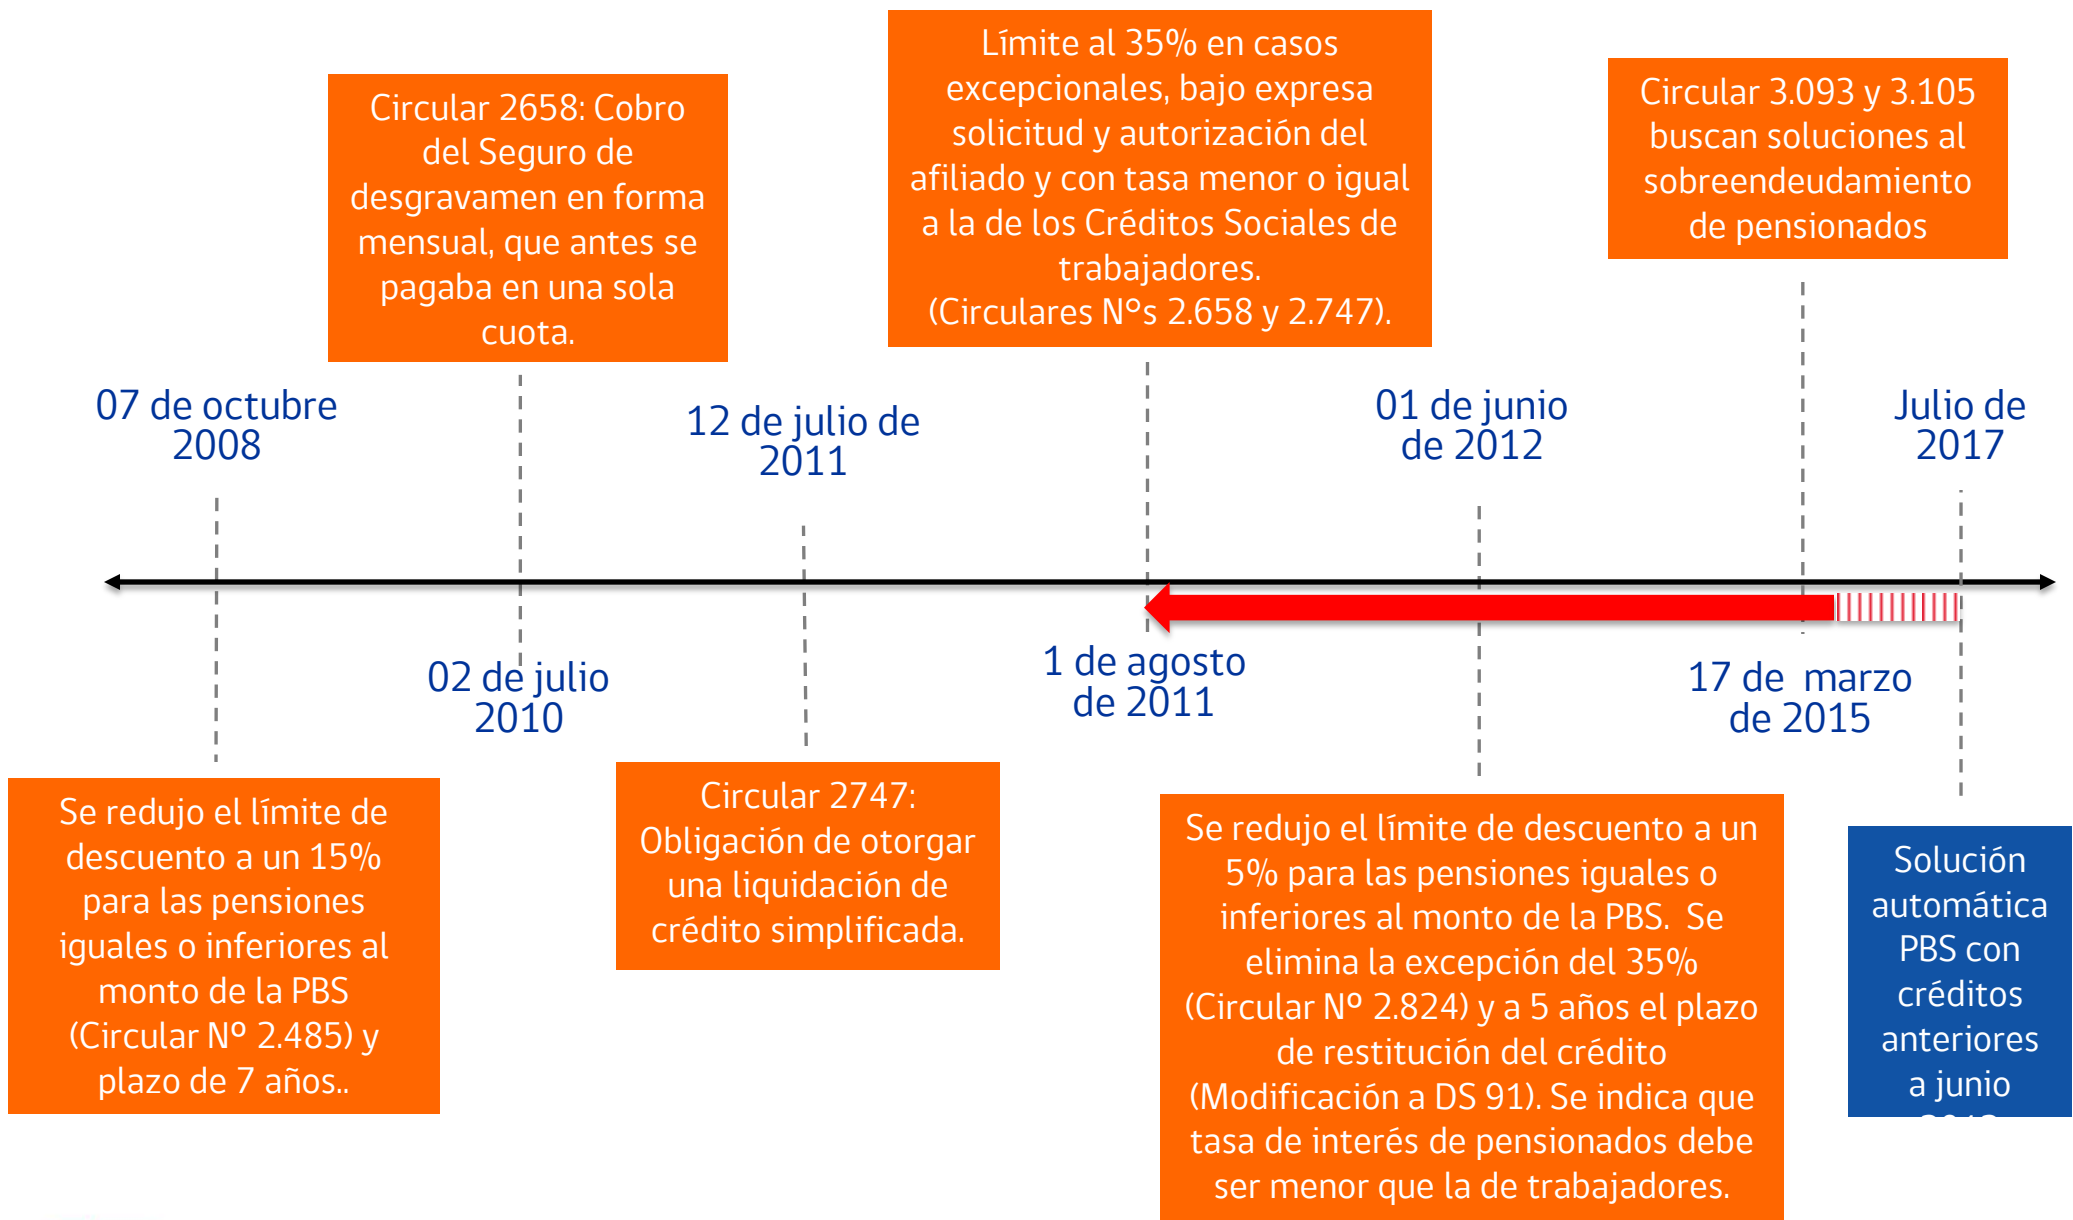 Límite al 35% en casos
excepcionales, bajo expresa
solicitud y autorización del
afiliado y con tasa menor o igual
a la de los Créditos Sociales de
trabajadores.
(Circulares N°s 2.658 y 2.747).
Circular 3.093 y 3.105
buscan soluciones al
sobreendeudamiento
de pensionados
Circular 2658: Cobro
del Seguro de
desgravamen en forma
mensual, que antes se
pagaba en una sola
cuota.
07 de octubre
2008
12 de julio de
2011
01 de junio
de 2012
Julio de
2017
02 de julio
2010
1 de agosto
de 2011
17 de  marzo
de 2015
Se redujo el límite de
descuento a un 15%
para las pensiones
iguales o inferiores al
monto de la PBS
(Circular Nº 2.485) y
plazo de 7 años..
Circular 2747:
Obligación de otorgar
una liquidación de
crédito simplificada.
Se redujo el límite de descuento a un
5% para las pensiones iguales o
inferiores al monto de la PBS.  Se
elimina la excepción del 35%
(Circular Nº 2.824) y a 5 años el plazo
de restitución del crédito
(Modificación a DS 91). Se indica que
tasa de interés de pensionados debe
ser menor que la de trabajadores.
Solución
automática
PBS con
créditos
anteriores
a junio